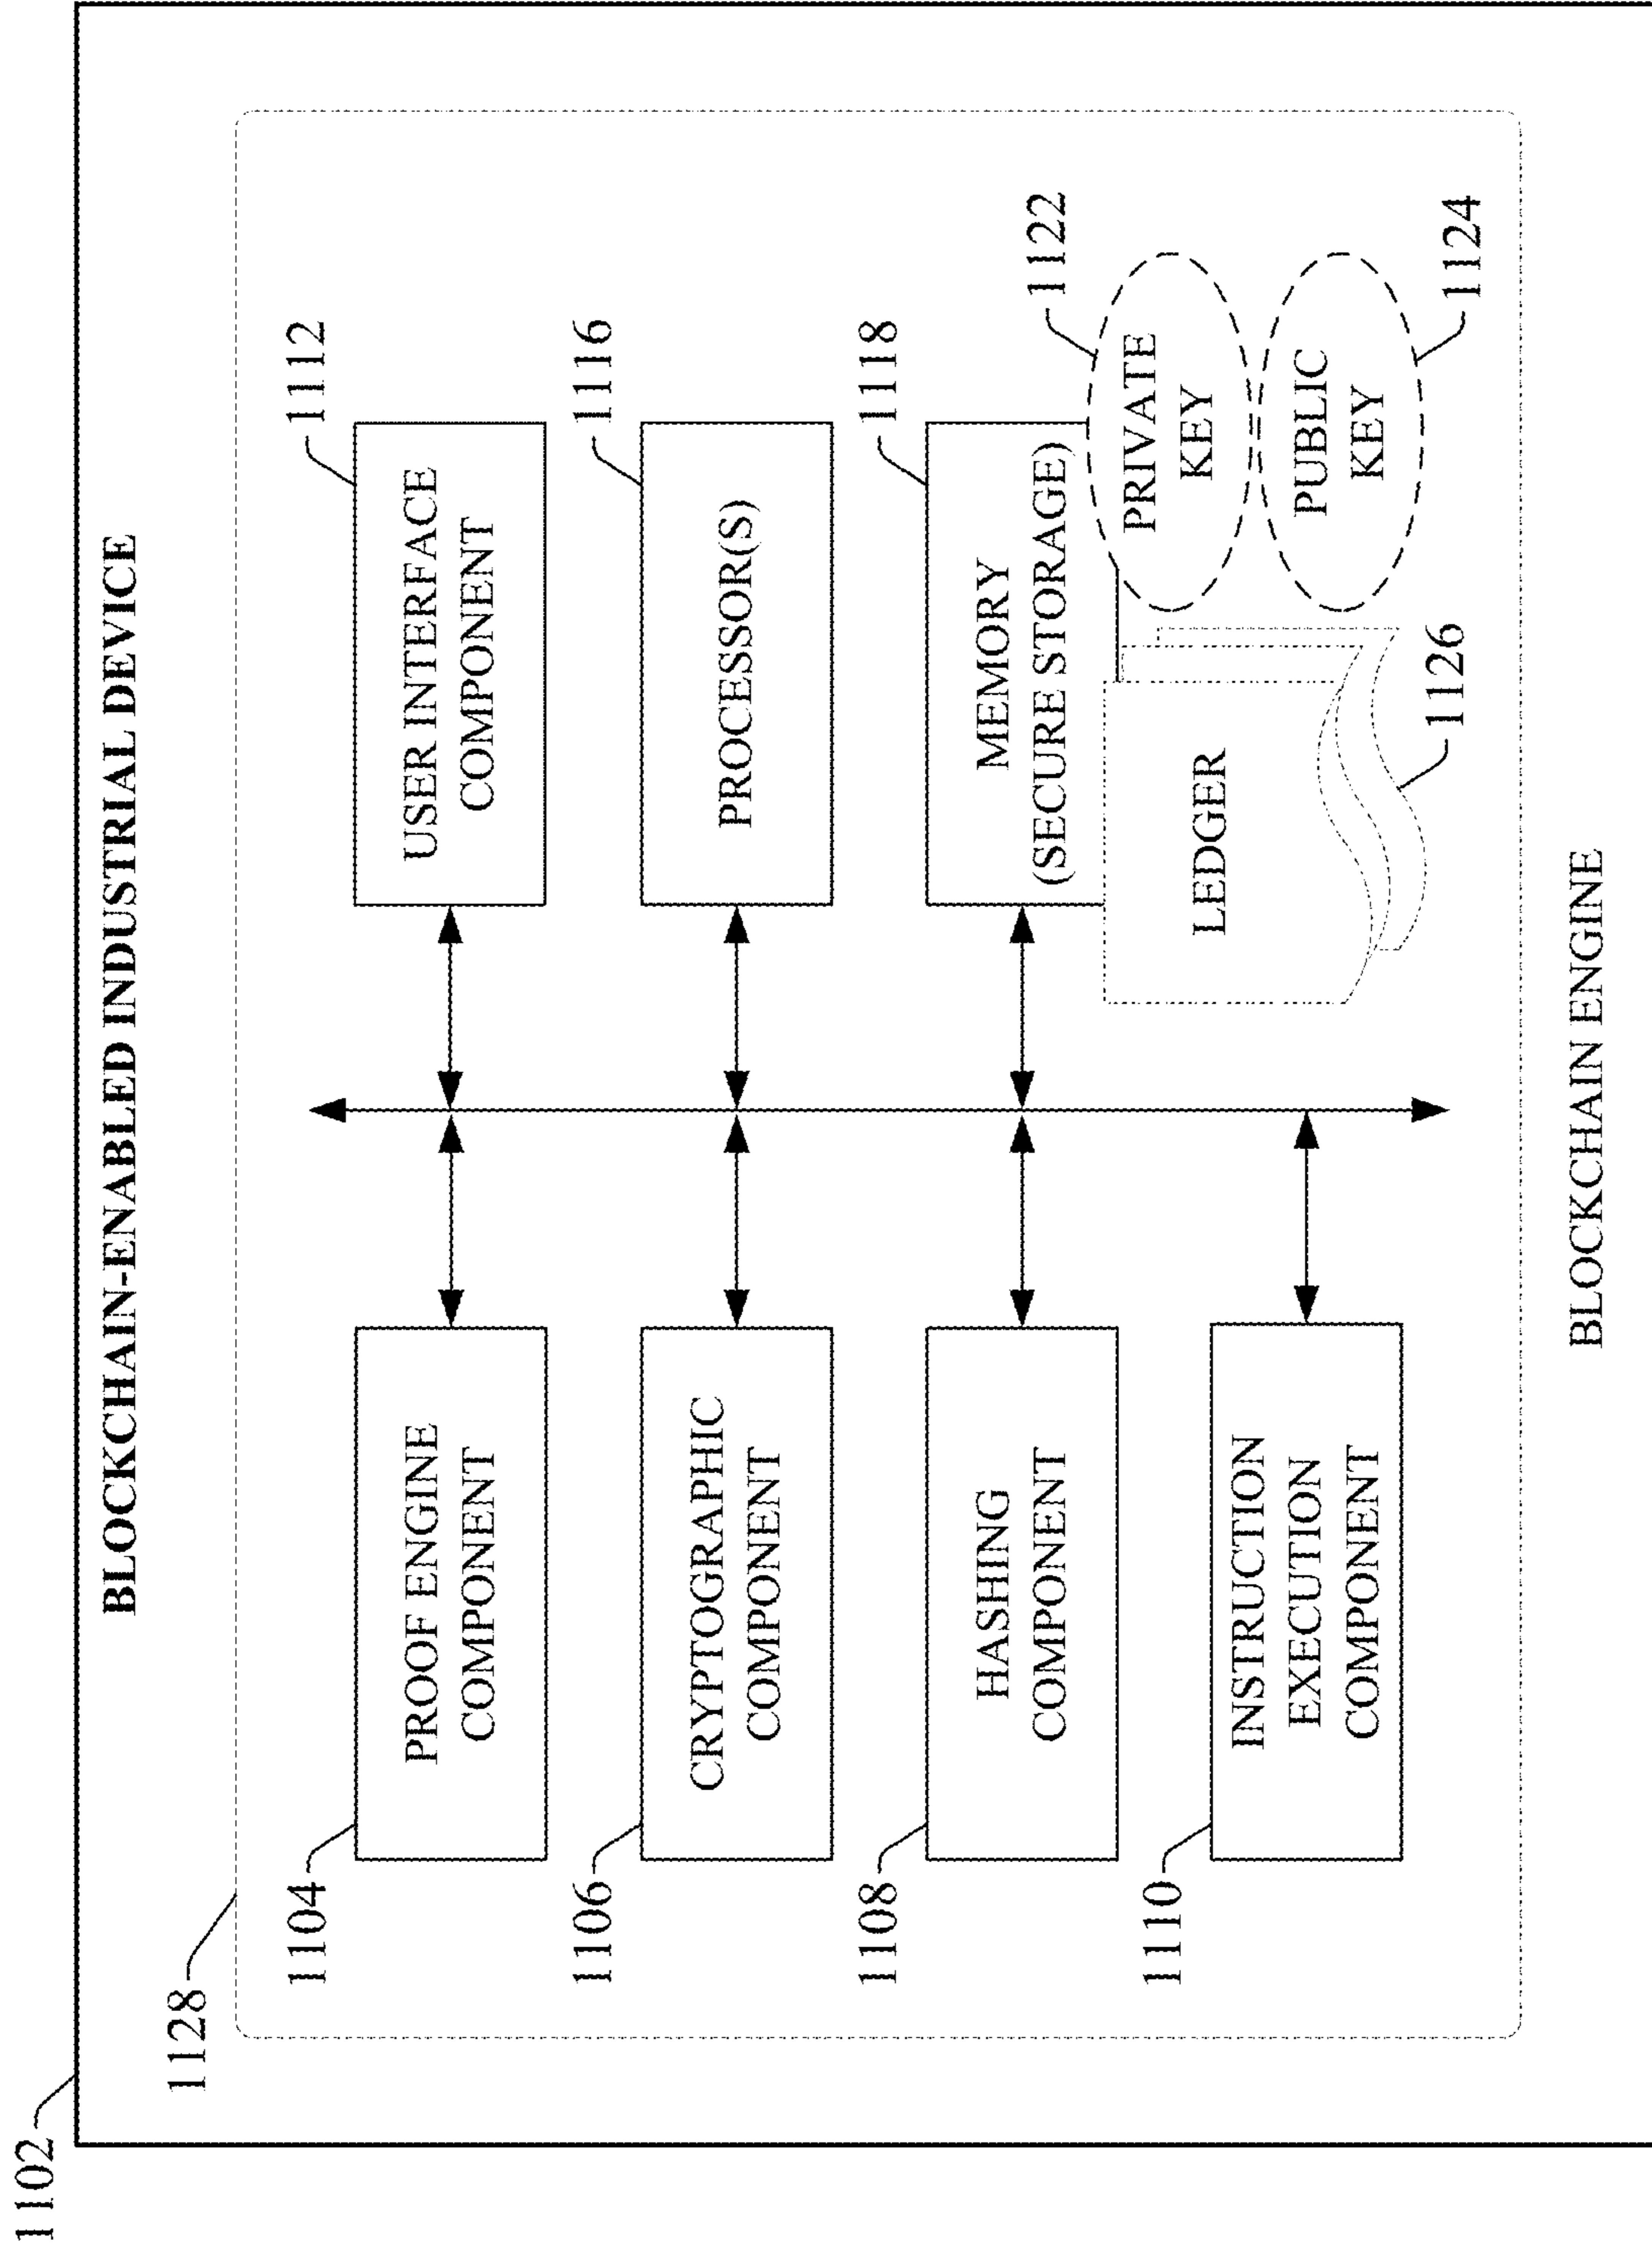 1102
BLOCKCHAIN-ENABLED INDUSTRIAL DEVICE
1128
1104
PROOF ENGINE
COMPONENT
1112
USER INTERFACE
COMPONENT
1106
CRYPTOGRAPHIC
COMPONENT
1116
PROCESSOR(S)
1108
HASHING
COMPONENT
1118
MEMORY
(SECURE STORAGE)
1110
INSTRUCTION
EXECUTION
COMPONENT
LEDGER
1126
1122
PRIVATE
KEY
PUBLIC
KEY
1124
BLOCKCHAIN ENGINE